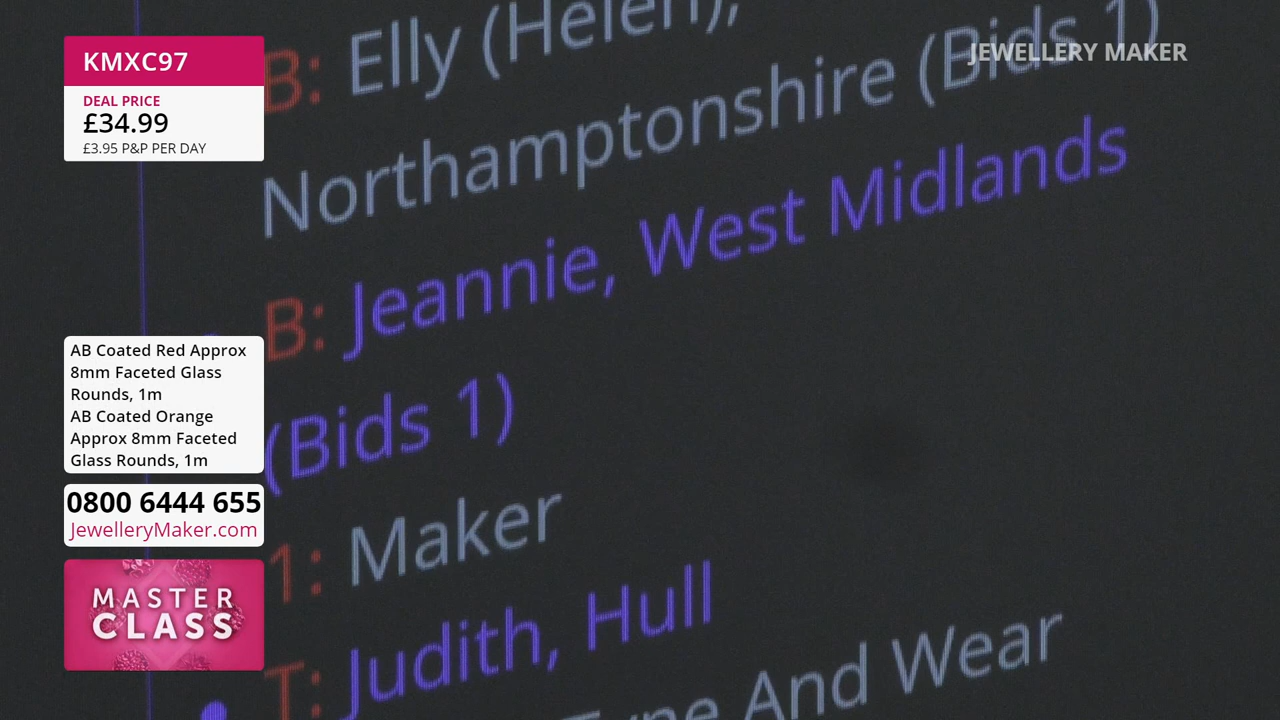 KMXC97
DEAL PRICE
£34.99
£3.95 P&P PER DAY
AB Coated Red Approx
8mm Faceted Glass
Rounds, 1m
AB Coated Orange
Approx 8mm Faceted
Glass Rounds, 1m
0800 6444 655
JewelleryMaker.com
MASTER
CLASS
JEWELLERY MAKER
B: Elly (Helen),
Northamptonshire (Bids 1)
B: Jeannie, West Midlands
(Bids 1)
1: Maker
T: Judith, Hull
And Wear